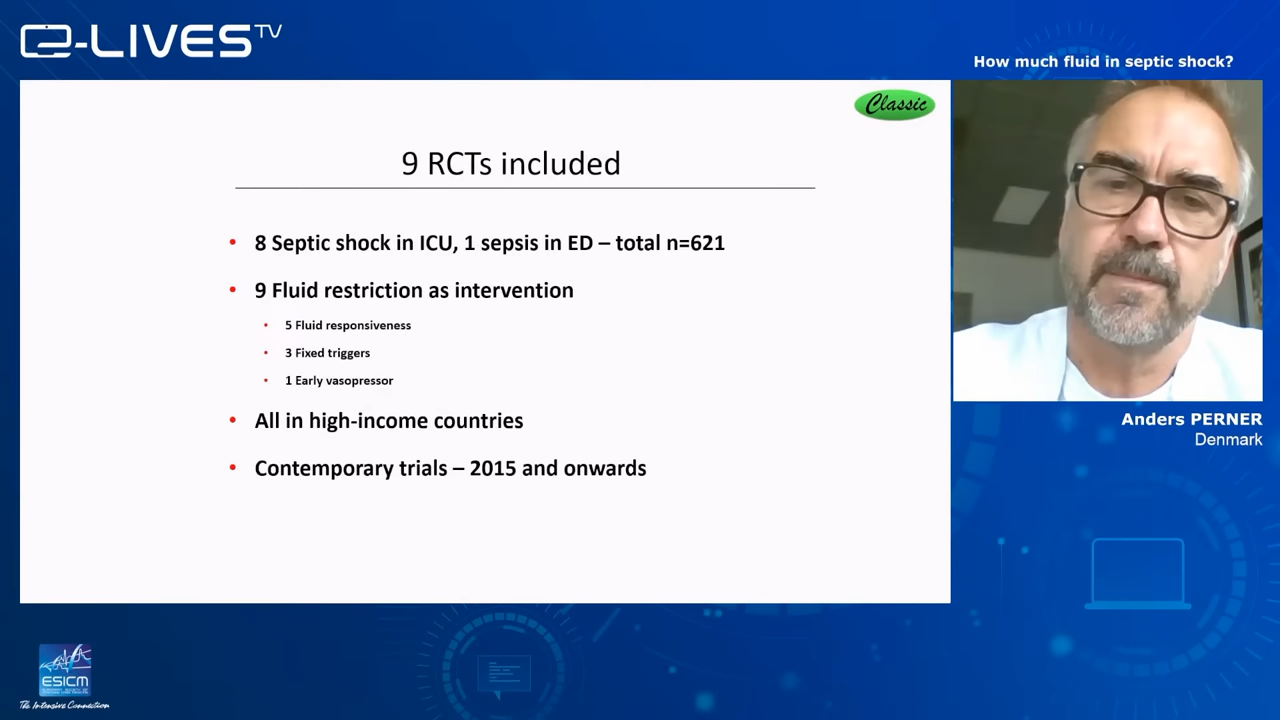 e-LIVES TV
How much fluid in septic shock?
Classic
9 RCTs included
• 8 Septic shock in ICU, 1 sepsis in ED – total n=621
• 9 Fluid restriction as intervention
• 5 Fluid responsiveness
• 3 Fixed triggers
• 1 Early vasopressor
• All in high-income countries
• Contemporary trials – 2015 and onwards
Anders PERNER
Denmark
ESICM
The Intensive Connection